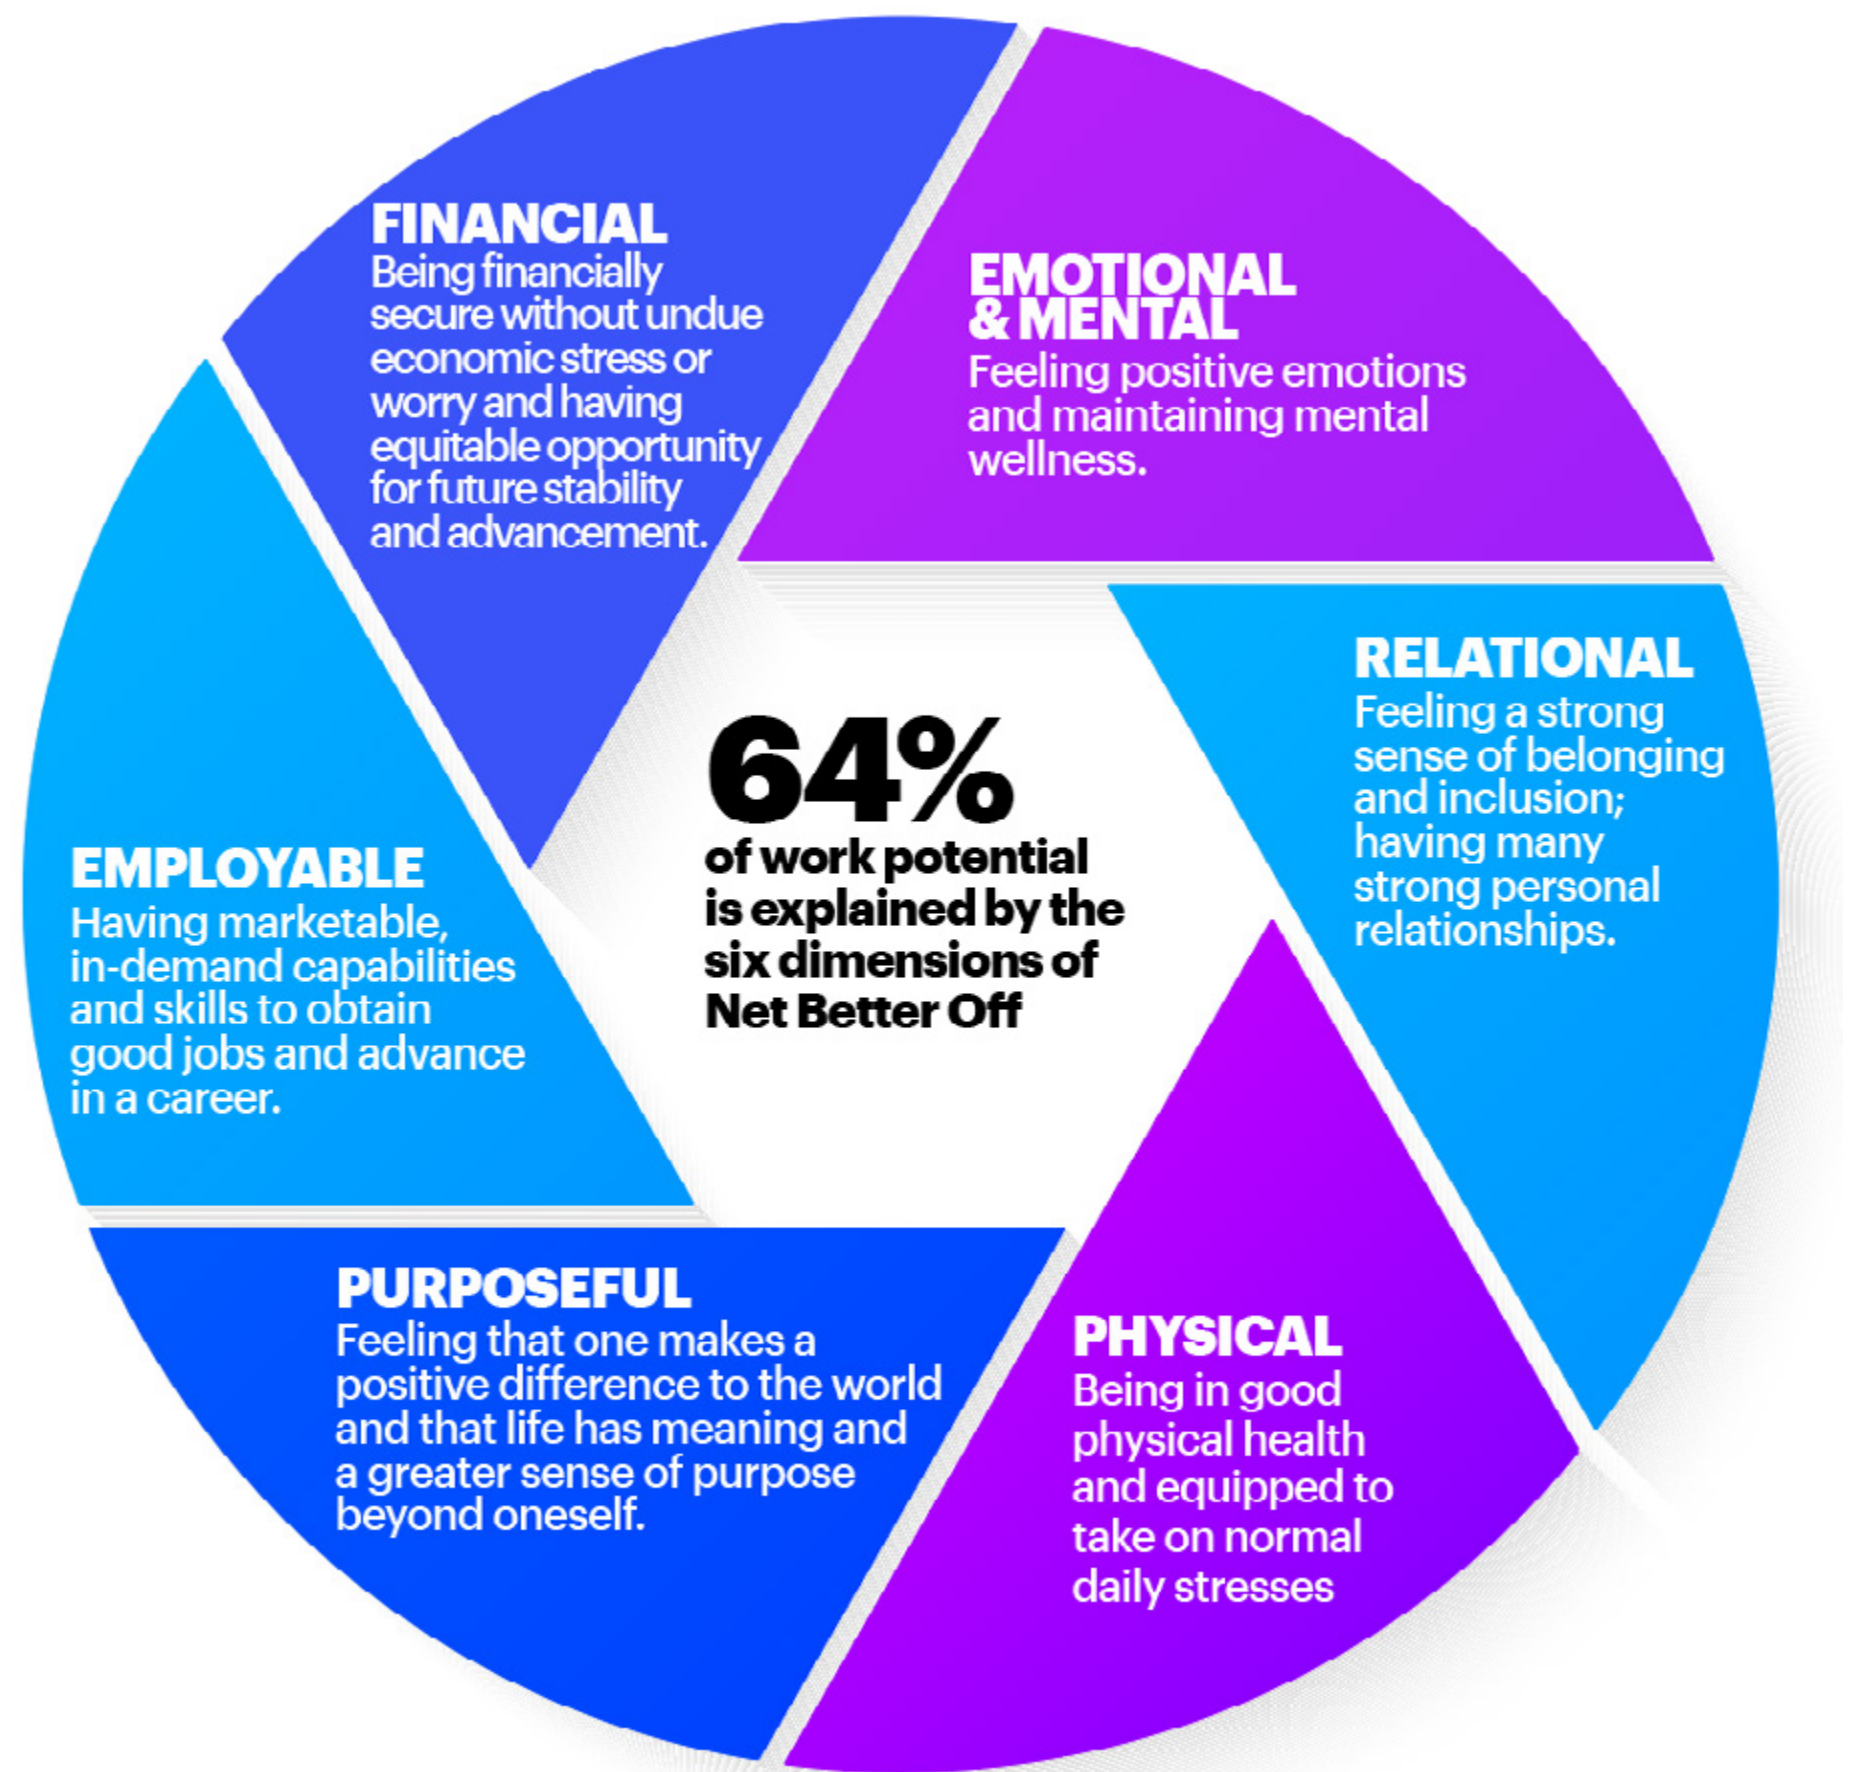 FINANCIAL
Being financially
secure without undue
economic stress or
worry and having
equitable opportunity
for future stability
and advancement.
EMOTIONAL
& MENTAL
Feeling positive emotions
and maintaining mental
wellness.
RELATIONAL
Feeling a strong
sense of belonging
and inclusion;
having many
strong personal
relationships.
64%
of work potential
is explained by the
six dimensions of
Net Better Off
EMPLOYABLE
Having marketable,
in-demand capabilities
and skills to obtain
good jobs and advance
in a career.
PURPOSEFUL
Feeling that one makes a
positive difference to the world
and that life has meaning and
a greater sense of purpose
beyond oneself.
PHYSICAL
Being in good
physical health
and equipped to
take on normal
daily stresses